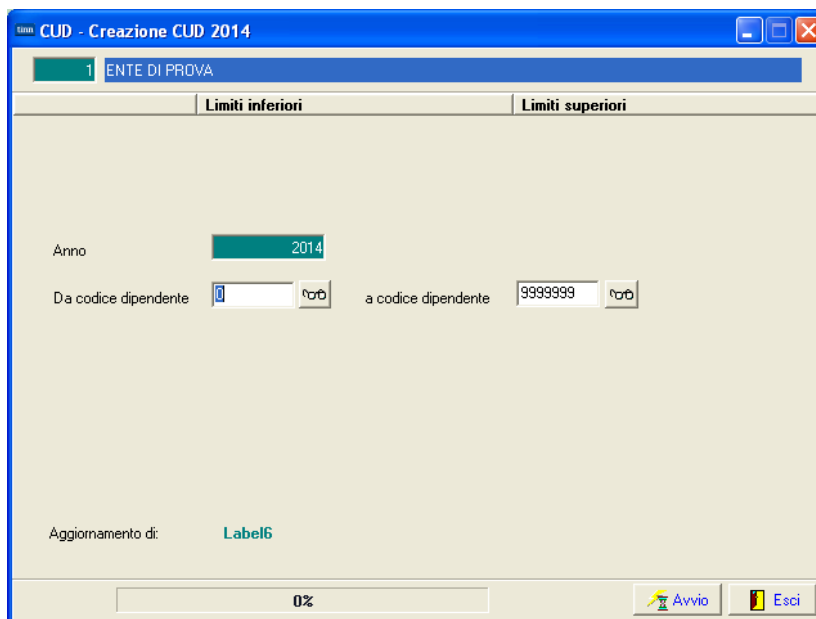 tinn CUD - Creazione CUD 2014
1 ENTE DI PROVA
Limiti inferiori Limiti superiori
Anno 2014
Da codice dipendente 0 a codice dipendente 9999999
Aggiornamento di: Label6
0% Avvio Esci